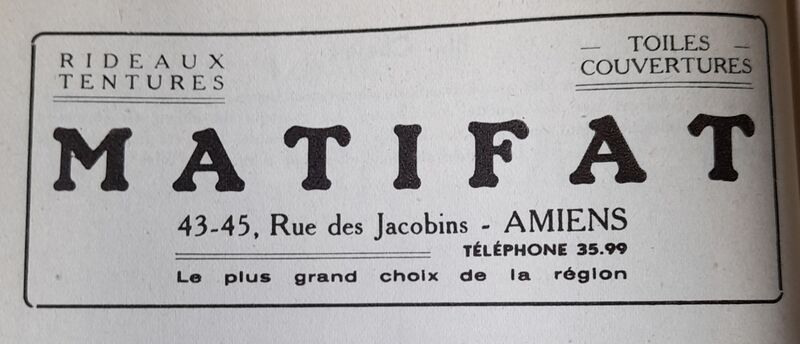 RIDEAUX
TENTURES
— TOILES —
COUVERTURES
MATIFAT
43-45, Rue des Jacobins - AMIENS
TÉLÉPHONE 35.99
Le plus grand choix de la région